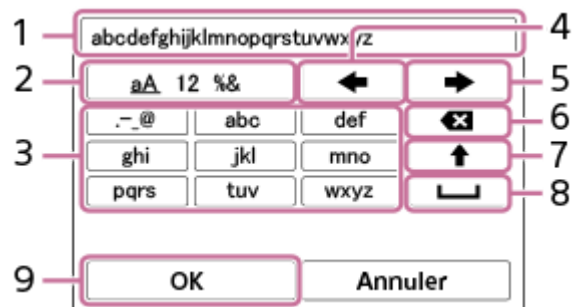 1 abcdefghijklmnopqrstuvwxyz 4
2 aA 12 %& 5
.-_@ abc def 6
3 ghi jkl mno 7
pqrs tuv wxyz 8
9 OK Annuler